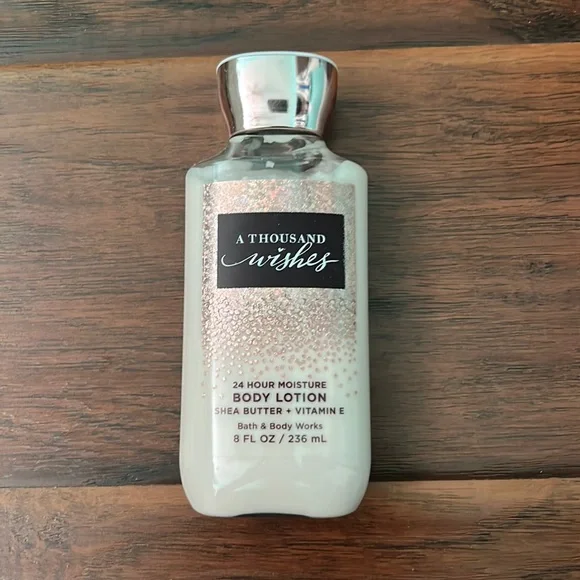 A THOUSAND
wishes
24 HOUR MOISTURE
BODY LOTION
SHEA BUTTER + VITAMIN E
Bath & Body Works
8 FL OZ / 236 mL